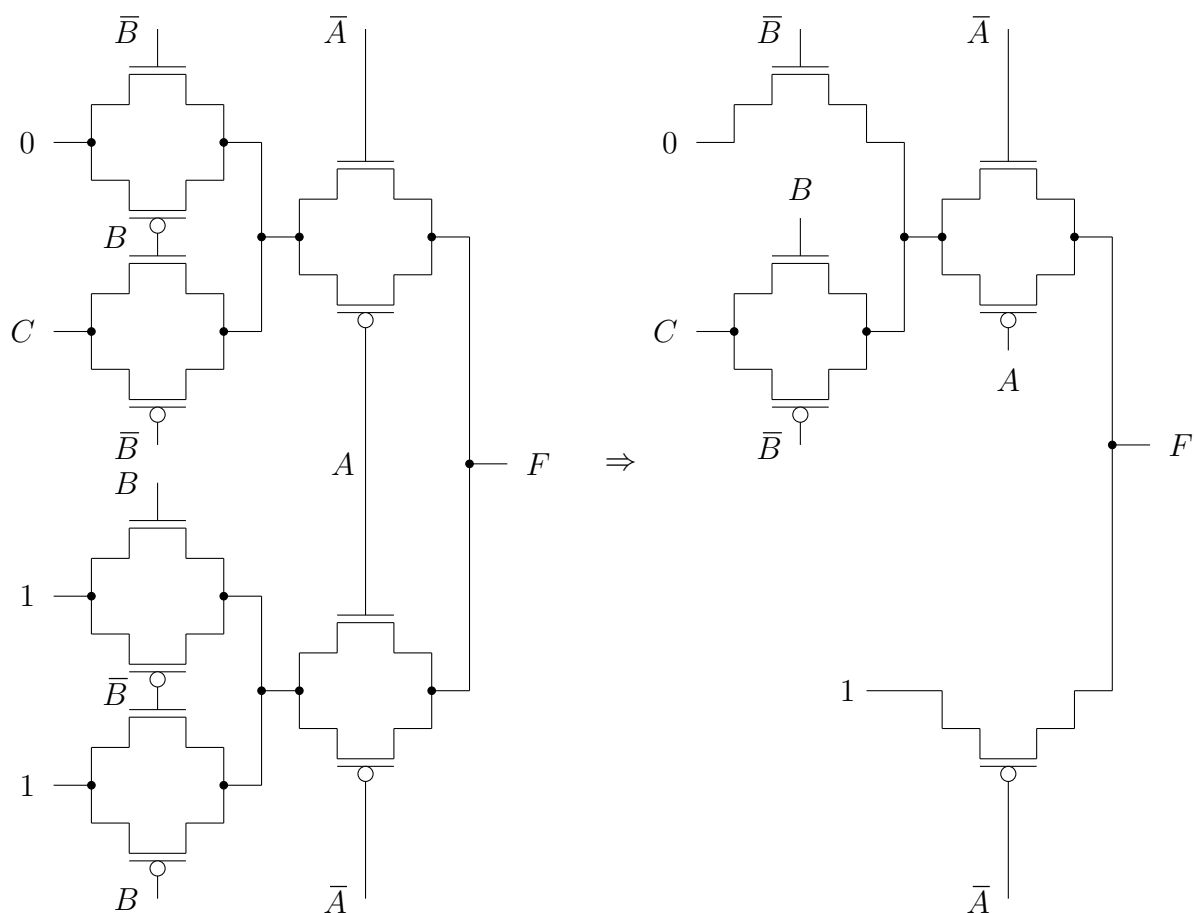 B̅ A̅ B̅ A̅
0 0
B
B
C C
A
B̅ B̅
A F ⇒ F
B
1
B̅ 1
1
B A̅ A̅